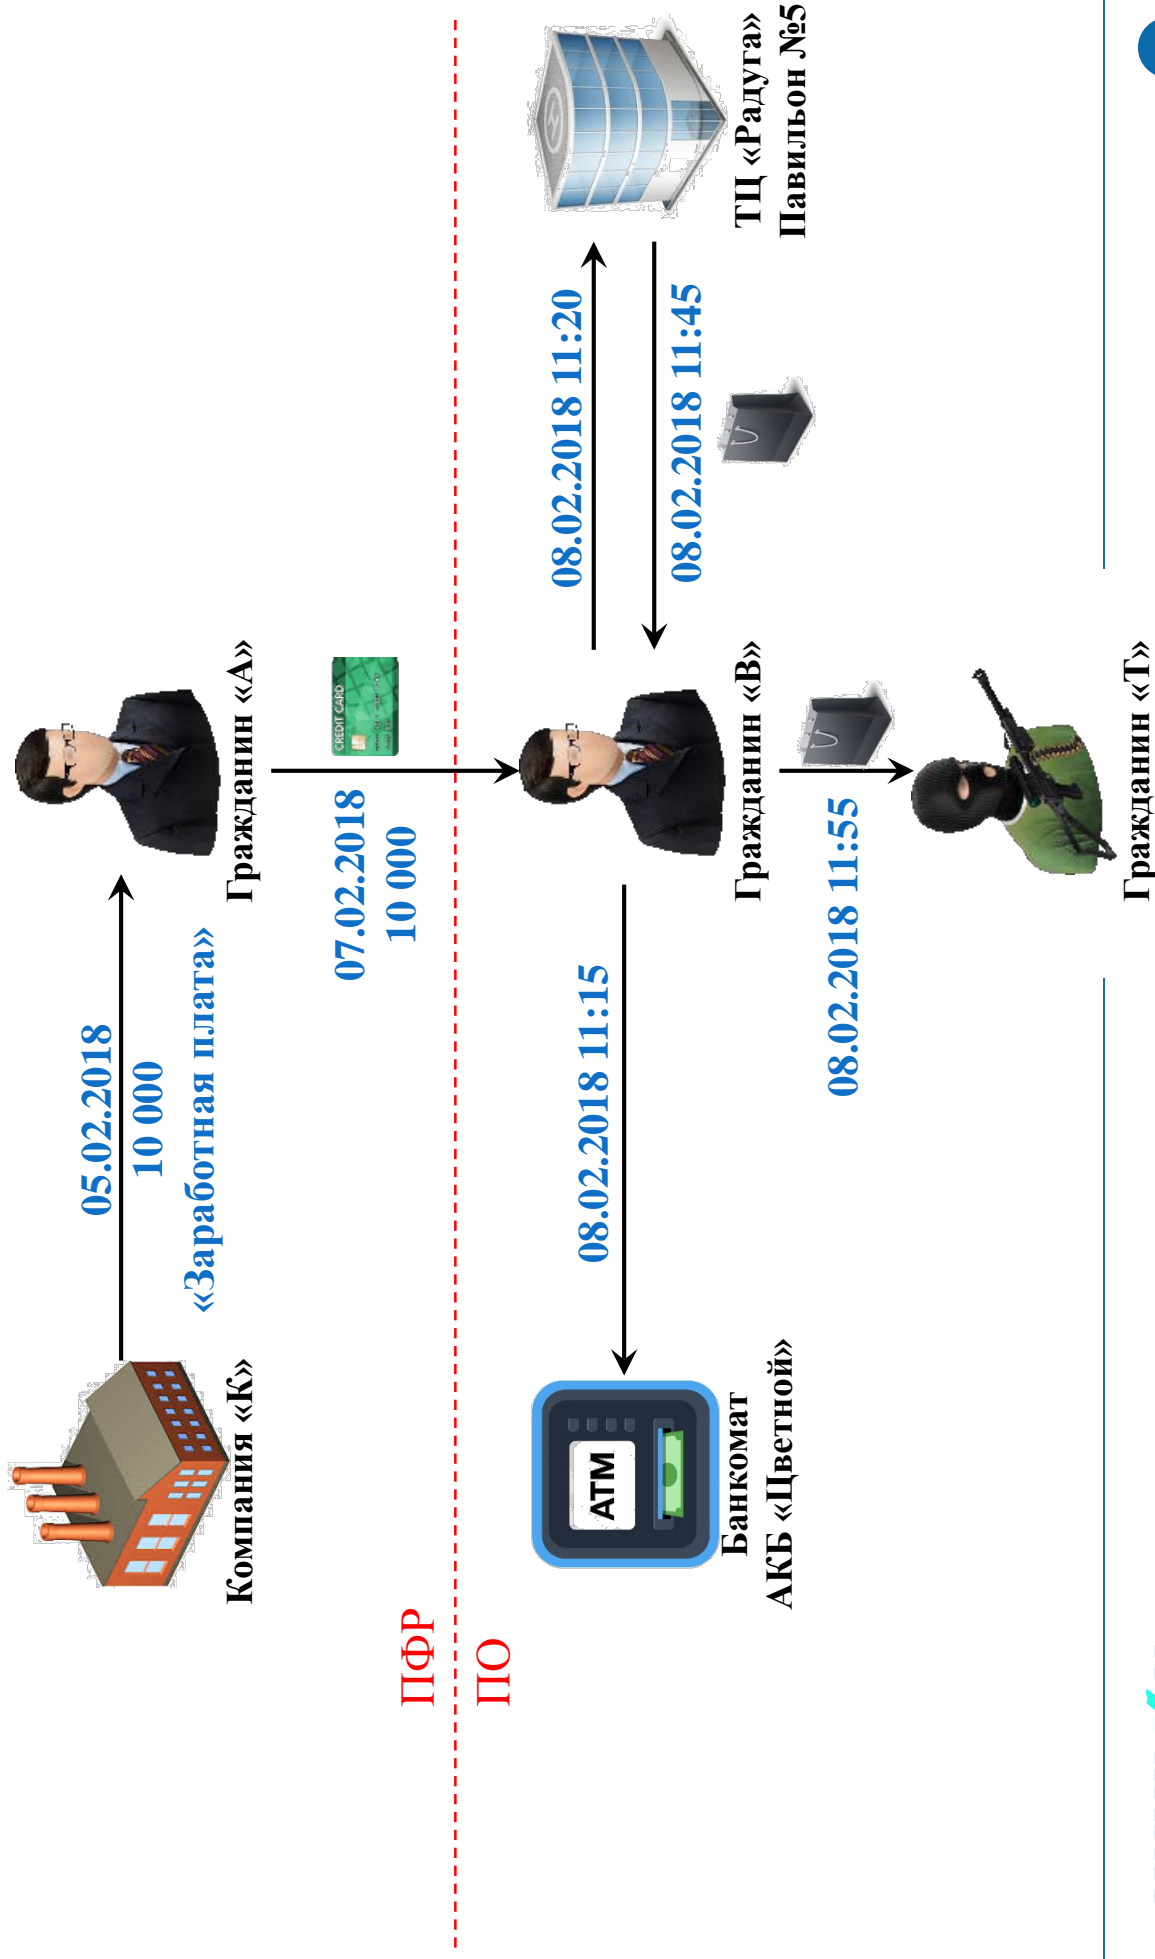 05.02.2018
10 000
«Заработная плата»
Компания «К»
Гражданин «А»
07.02.2018
10 000
CREDIT CARD
ПФР
ПО
08.02.2018 11:15
ATM
Банкомат
АКБ «Цветной»
Гражданин «В»
08.02.2018 11:20
08.02.2018 11:45
ТЦ «Радуга»
Павильон №5
08.02.2018 11:55
Гражданин «Т»